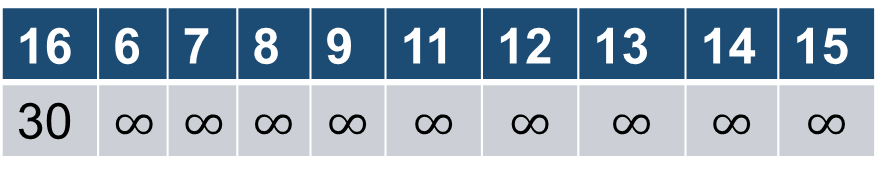 16 6 7 8 9 11 12 13 14 15
30 ∞ ∞ ∞ ∞ ∞ ∞ ∞ ∞ ∞